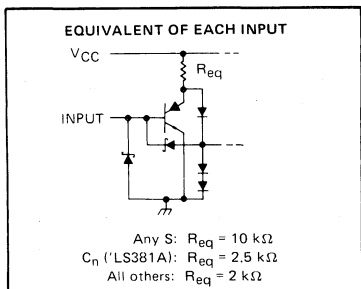 EQUIVALENT OF EACH INPUT
VCC
Req
INPUT
Any S: Req = 10 kΩ
Cn ('LS381A): Req = 2.5 kΩ
All others: Req = 2 kΩ